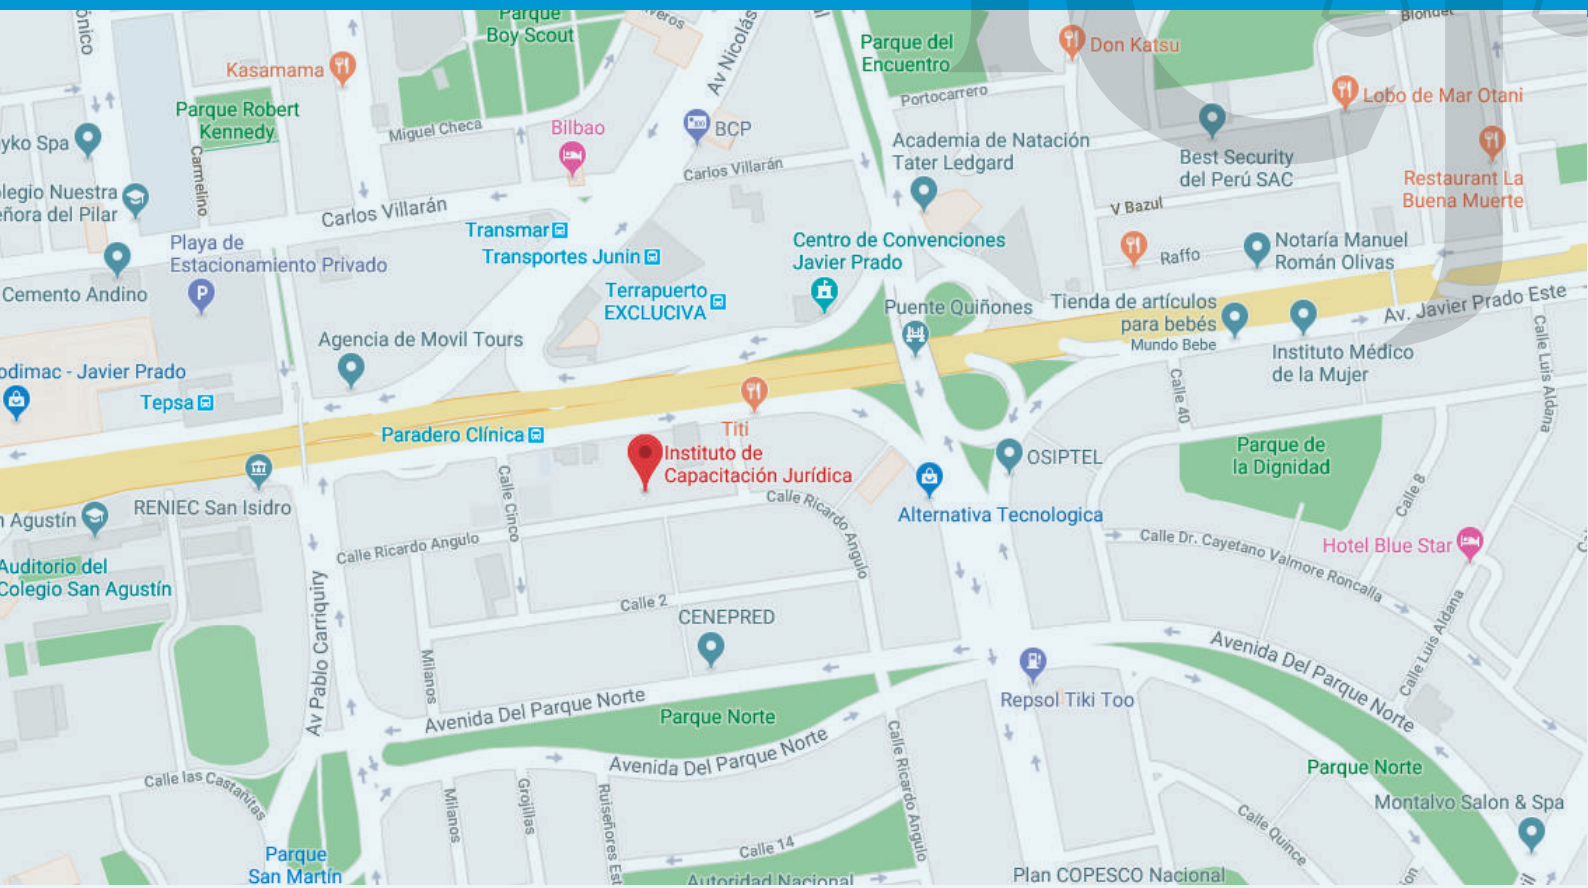 Parque
Boy Scout
Av Nicolás
Parque del
Encuentro
Don Katsu
Blondet
Kasamama
Portocarrero
Lobo de Mar Otani
Parque Robert
Kennedy
Miguel Checa
Bilbao
BCP
Academia de Natación
Tater Ledgard
Best Security
del Perú SAC
Restaurant La
Buena Muerte
Carmelino
Carlos Villarán
Carlos Villarán
V Bazul
Raffo
Notaría Manuel
Román Olivas
Playa de
Estacionamiento Privado
P
Transmar
Transportes Junin
Centro de Convenciones
Javier Prado
Cemento Andino
Terrapuerto
EXCLUCIVA
Puente Quiñones
Tienda de artículos
para bebés
Mundo Bebe
Av. Javier Prado Este
Agencia de Movil Tours
Instituto Médico
de la Mujer
Calle Luis Aldana
Calle 40
odimac - Javier Prado
Tepsa
Paradero Clínica
Titi
Instituto de
Capacitación Jurídica
OSIPTEL
Parque de
la Dignidad
Calle 8
RENIEC San Isidro
Calle Cinco
Calle Ricardo Angulo
Calle Ricardo Angulo
Alternativa Tecnologica
Calle Dr. Cayetano Valmore Roncalla
Hotel Blue Star
Agustín
Auditorio del
Colegio San Agustín
Av Pablo Carriquiry
Calle 2
CENEPRED
Milanos
Calle Luis Aldana
Avenida Del Parque Norte
Avenida Del Parque Norte
Parque Norte
Repsol Tiki Too
Avenida Del Parque Norte
Calle Ricardo Angulo
Calle las Castañitas
Milanos
Grojillas
Ruiseñores Est
Parque Norte
Montalvo Salon & Spa
Calle Quince
Calle 14
Parque
San Martín
Autoridad Nacional
Plan COPESCO Nacional
yko Spa
legio Nuestra
eñora del Pilar
ónico